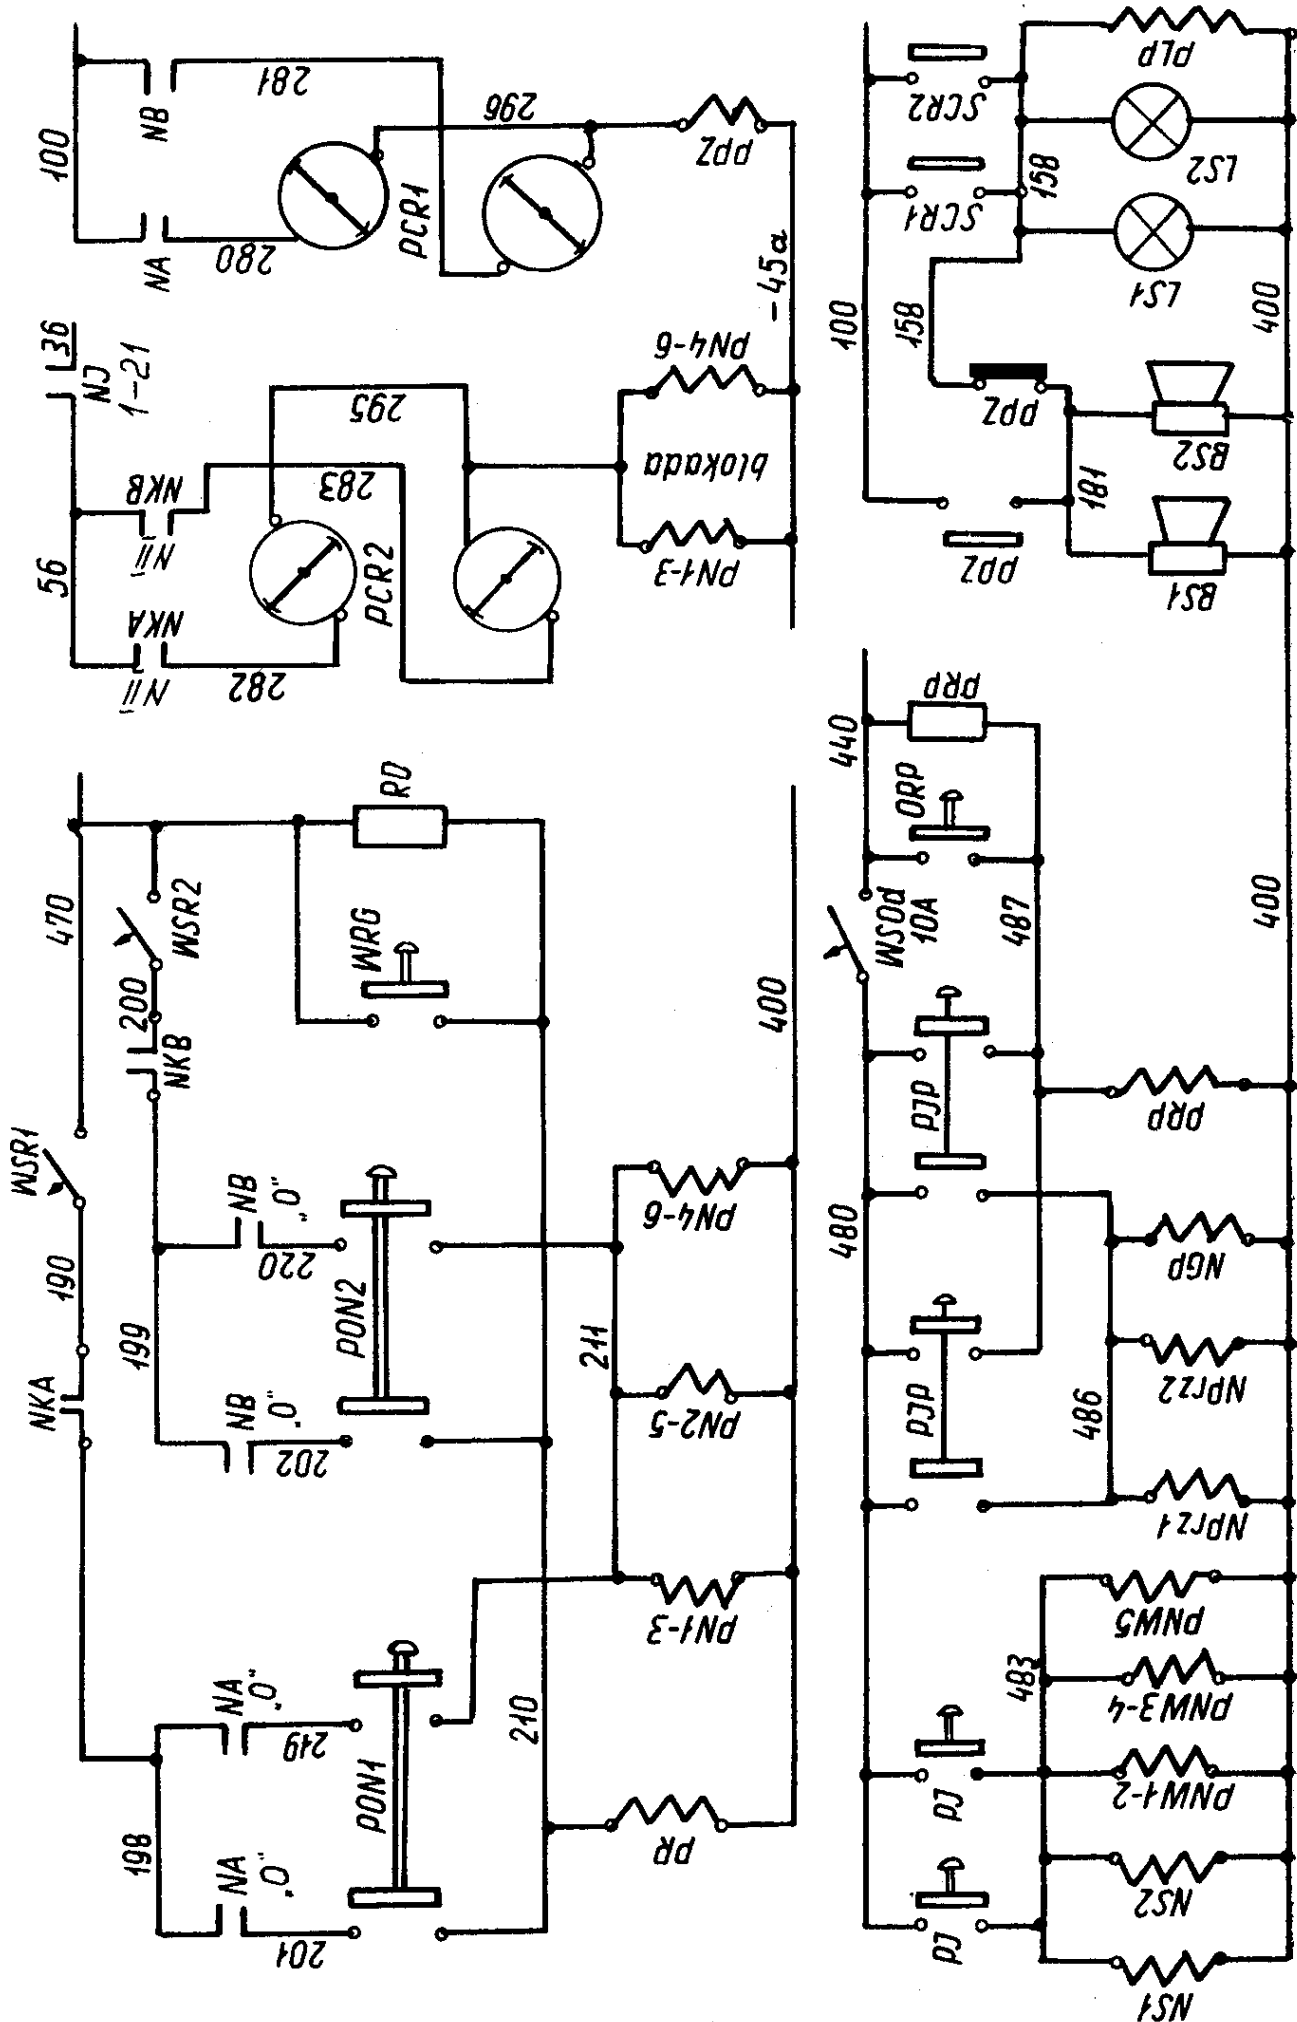 100
NA
NB
280
281
PCR1
296
PPZ
-45a
36
NJ
1-21
56
NKA
NII
NKB
NII
282
283
295
PCR2
blokada
PN1-3
PN4-6
100
SCR1
SCR2
158
158
PLP
LS1
LS2
400
PPZ
PPZ
181
BS1
BS2
WSR1
470
190
NKA
WSR2
200
NKB
199
RD
WRG
NB
"0"
220
NB
"0"
202
PON2
211
PN4-6
PN2-5
PN1-3
400
198
NA
"0"
219
NA
"0"
201
PON1
210
PR
440
PRP
ORP
WSOd
10A
487
480
PJP
PJP
486
PRP
NGP
NPrz2
NPrz1
400
PJ
PJ
483
PNW5
PNW3-4
PNW1-2
NS2
NS1